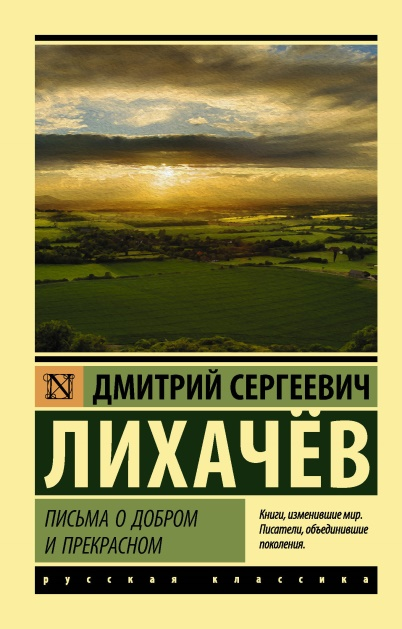 N
ДМИТРИЙ СЕРГЕЕВИЧ
ЛИХАЧЁВ
ПИСЬМА О ДОБРОМ
И ПРЕКРАСНОМ
Книги, изменившие мир.
Писатели, объединившие
поколения.
русская классика